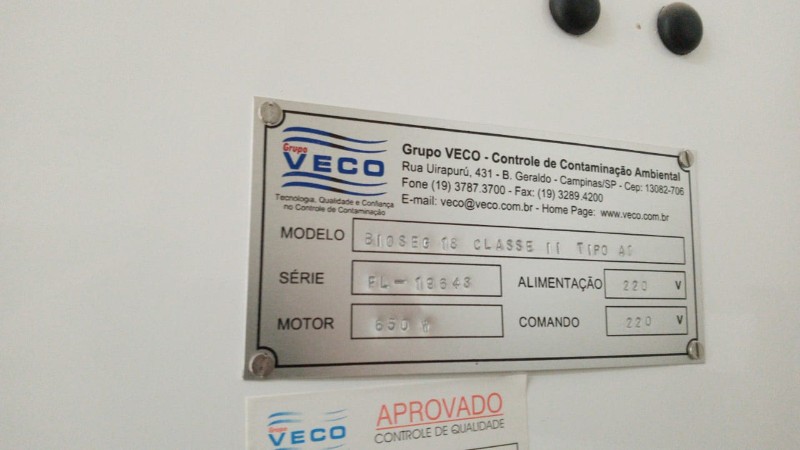 Grupo
VECO
Tecnologia, Qualidade e Confiança
no Controle de Contaminação
Grupo VECO - Controle de Contaminação Ambiental
Rua Uirapurú, 431 - B. Geraldo - Campinas/SP - Cep: 13082-706
Fone (19) 3787.3700 - Fax: (19) 3289.4200
E-mail: veco@veco.com.br - Home Page: www.veco.com.br
MODELO BIOSEG 18 CLASSE II TIPO
SÉRIE FL-13643 ALIMENTAÇÃO 220 V
MOTOR 650 COMANDO 220 V
Grupo
VECO
APROVADO
CONTROLE DE QUALIDADE